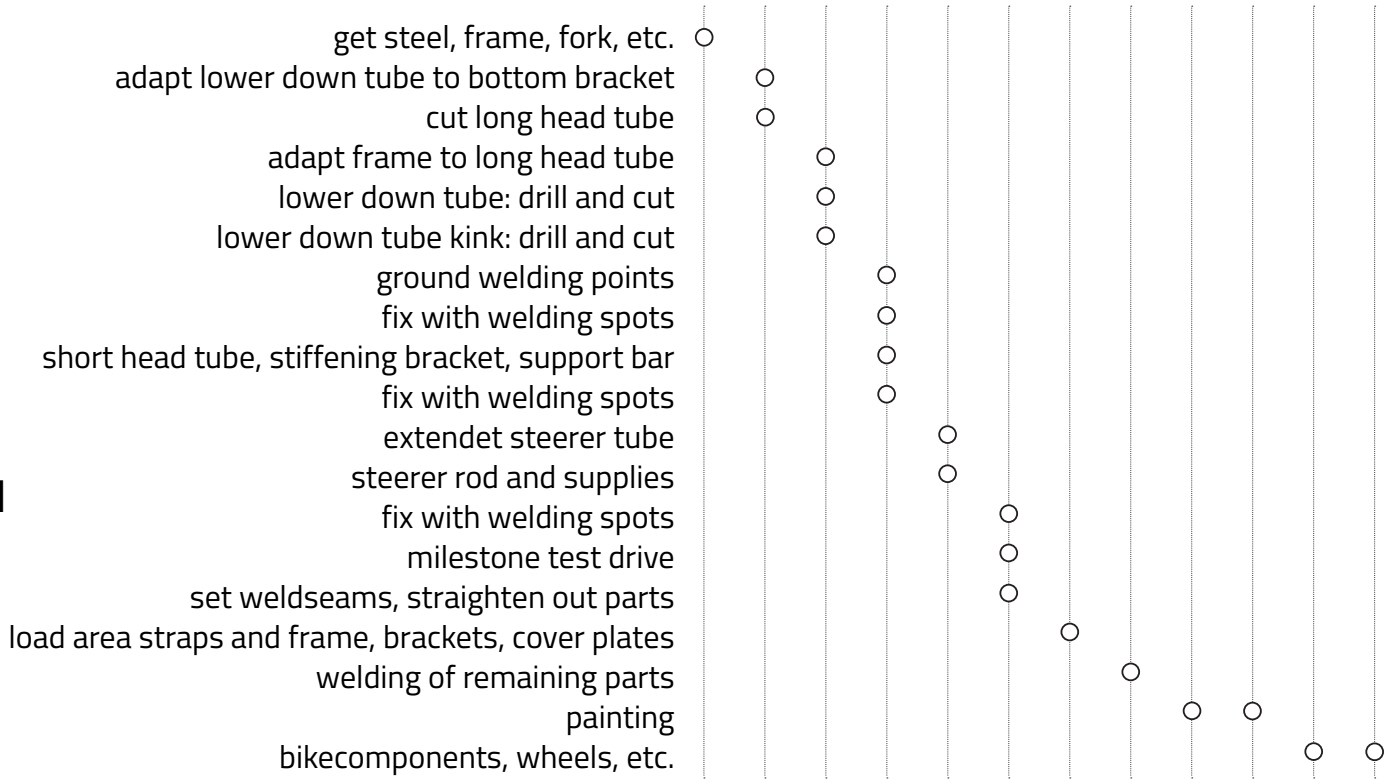 get steel, frame, fork, etc.
adapt lower down tube to bottom bracket
cut long head tube
adapt frame to long head tube
lower down tube: drill and cut
lower down tube kink: drill and cut
ground welding points
fix with welding spots
short head tube, stiffening bracket, support bar
fix with welding spots
extendet steerer tube
steerer rod and supplies
fix with welding spots
milestone test drive
set weldseams, straighten out parts
load area straps and frame, brackets, cover plates
welding of remaining parts
painting
bikecomponents, wheels, etc.